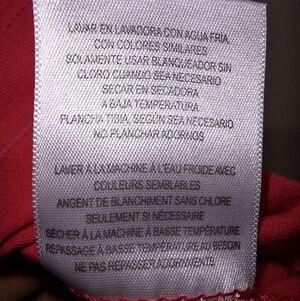 LAVAR EN LAVADORA CON AGUA FRIA,
CON COLORES SIMILARES
SOLAMENTE USAR BLANQUEADOR SIN
CLORO CUANDO SEA NECESARIO
SECAR EN SECADORA
A BAJA TEMPERATURA
PLANCHA TIBIA, SEGÚN SEA NECESARIO
NO PLANCHAR ADORNOS
LAVER À LA MACHINE À L'EAU FROIDE AVEC
COULEURS SEMBLABLES
ANGENT DE BLANCHIMENT SANS CHLORE
SEULEMENT SI NÉCESSAIRE
SÉCHER À LA MACHINE À BASSE TEMPÉRATURE
REPASSAGE À BASSE TEMPÉRATURE AU BESOIN
NE PAS REPASSER DÉCORATIONS